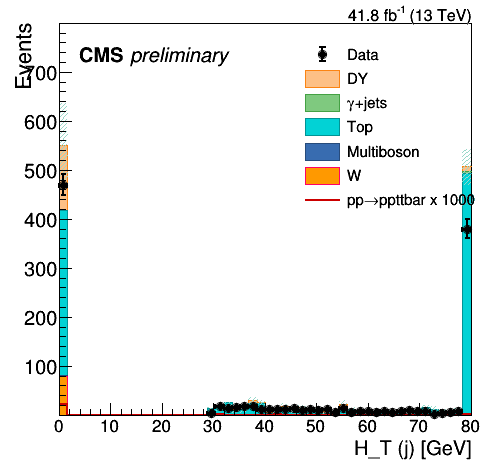 41.8 fb⁻¹ (13 TeV)
Events
CMS preliminary
Data
DY
γ+jets
Top
Multiboson
W
pp→ppttbar x 1000
700
600
500
400
300
200
100
0 10 20 30 40 50 60 70 80
H_T (j) [GeV]